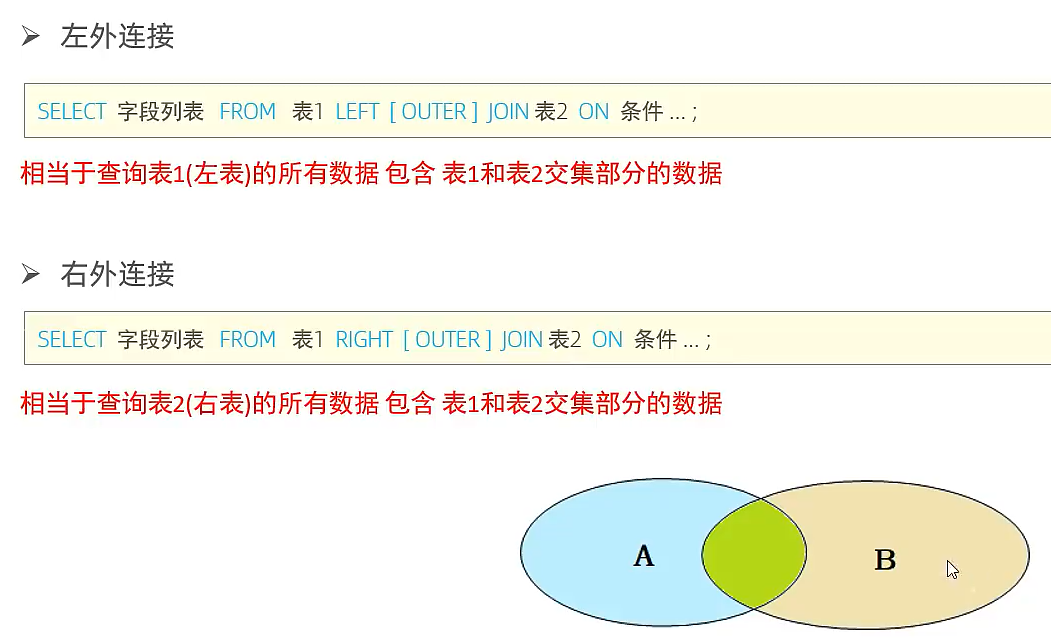 ➢ 左外连接
SELECT 字段列表 FROM 表1 LEFT [ OUTER ] JOIN 表2 ON 条件 ... ;
相当于查询表1(左表)的所有数据 包含 表1和表2交集部分的数据
➢ 右外连接
SELECT 字段列表 FROM 表1 RIGHT [ OUTER ] JOIN 表2 ON 条件 ... ;
相当于查询表2(右表)的所有数据 包含 表1和表2交集部分的数据
A
B